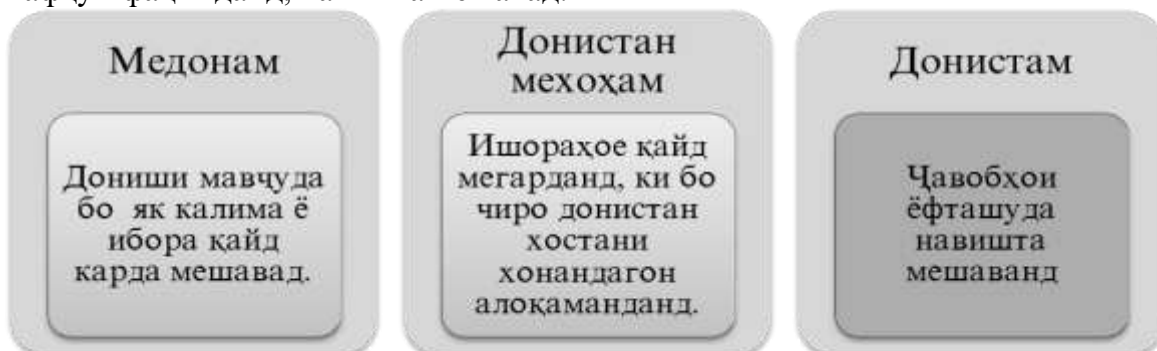 Медонам
Дониши мавҷуда
бо як калима ё
ибора қайд
карда мешавад.
Донистан
мехоҳам
Ишораҳое қайд
мегарданд, ки бо
чиро донистан
хостани
хонандагон
алоқаманданд.
Донистам
Ҷавобҳои
ёфташуда
навишта
мешаванд